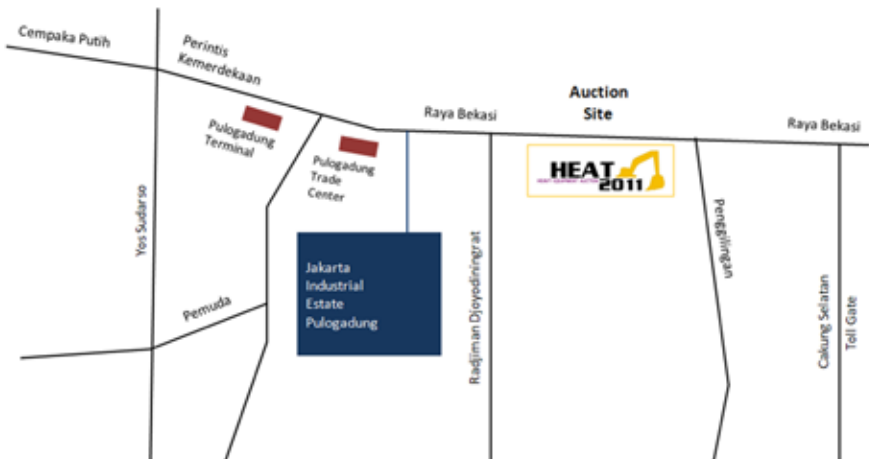 Cempaka Putih
Perintis
Kemerdekaan
Auction
Site
Raya Bekasi
Raya Bekasi
Pulogadung
Terminal
Pulogadung
Trade
Center
HEAT
2011
Yos Sudarso
Pemuda
Jakarta
Industrial
Estate
Pulogadung
Radjiman Djoyodiningrat
Penggilingan
Cakung Selatan
Toll Gate